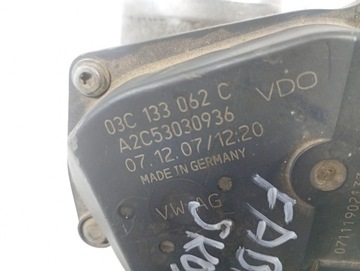 03C 133 062 C
VDO
A2C53030936
07.12.07/12:20
MADE IN GERMANY
VW AG